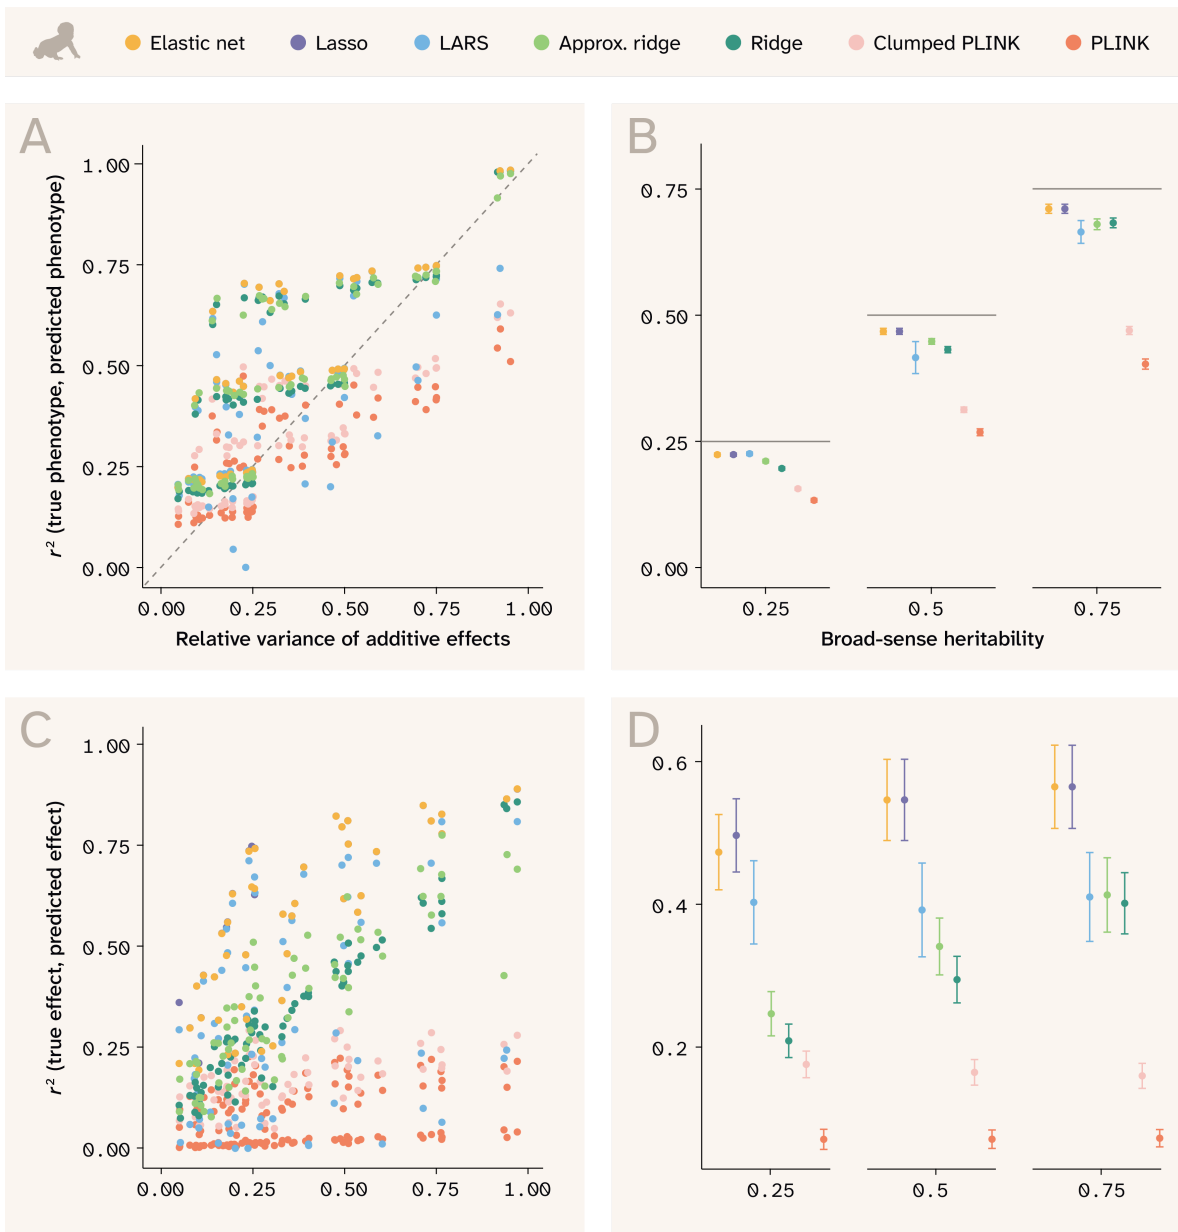 Elastic net Lasso LARS Approx. ridge Ridge Clumped PLINK PLINK
A
r² (true phenotype, predicted phenotype)
1.00
0.75
0.50
0.25
0.00
0.00 0.25 0.50 0.75 1.00
Relative variance of additive effects
B
0.75
0.50
0.25
0.00
0.25 0.5 0.75
Broad-sense heritability
C
r² (true effect, predicted effect)
1.00
0.75
0.50
0.25
0.00
0.00 0.25 0.50 0.75 1.00
D
0.6
0.4
0.2
0.25 0.5 0.75